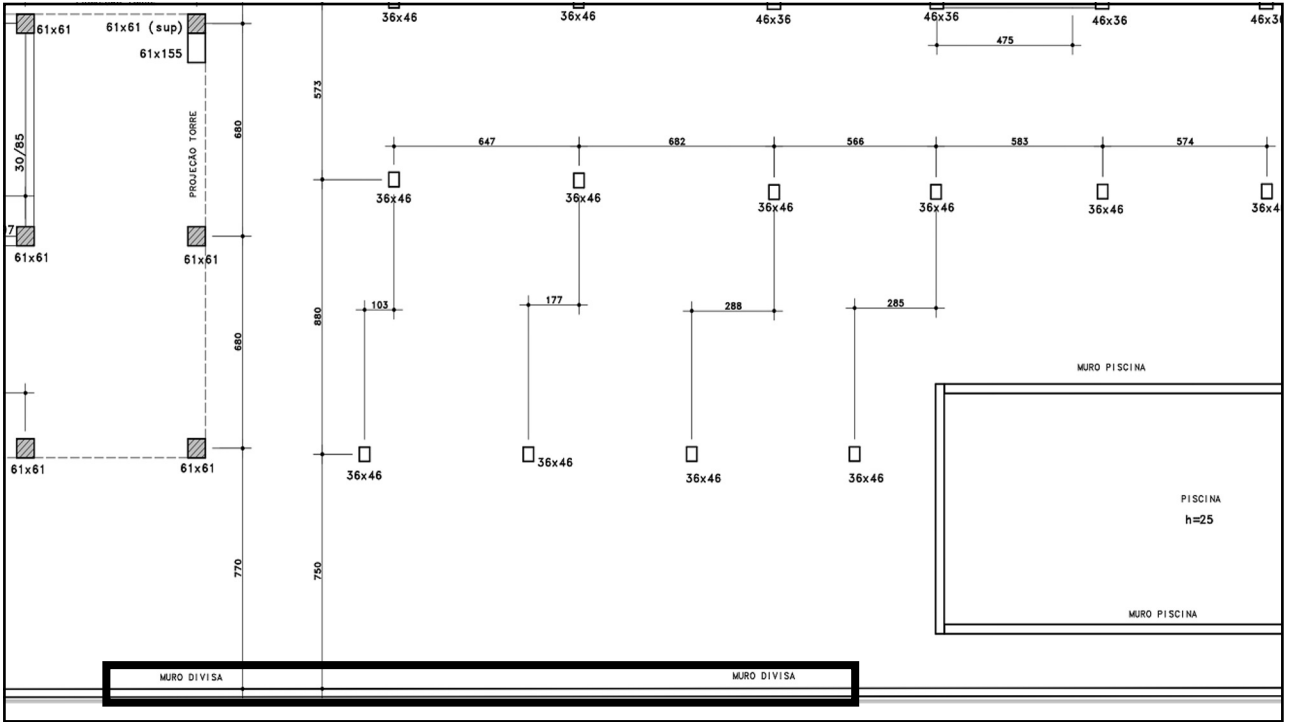 61x61
61x61 (sup)
61x155
36x46
36x46
46x36
46x36
46x36
475
573
680
PROJEÇÃO TORRE
30/85
647
682
566
583
574
36x46
36x46
36x46
36x46
36x46
61x61
61x61
103
177
288
285
880
680
MURO PISCINA
61x61
61x61
36x46
36x46
36x46
36x46
PISCINA
h=25
770
750
MURO PISCINA
MURO DIVISA
MURO DIVISA